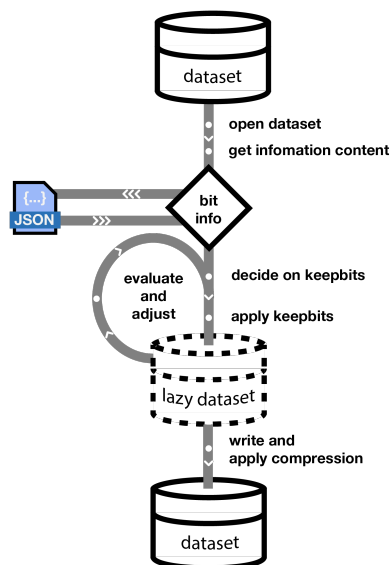 dataset
open dataset
get infomation content
bit
info
{...}
JSON
evaluate
and
adjust
decide on keepbits
apply keepbits
lazy dataset
write and
apply compression
dataset